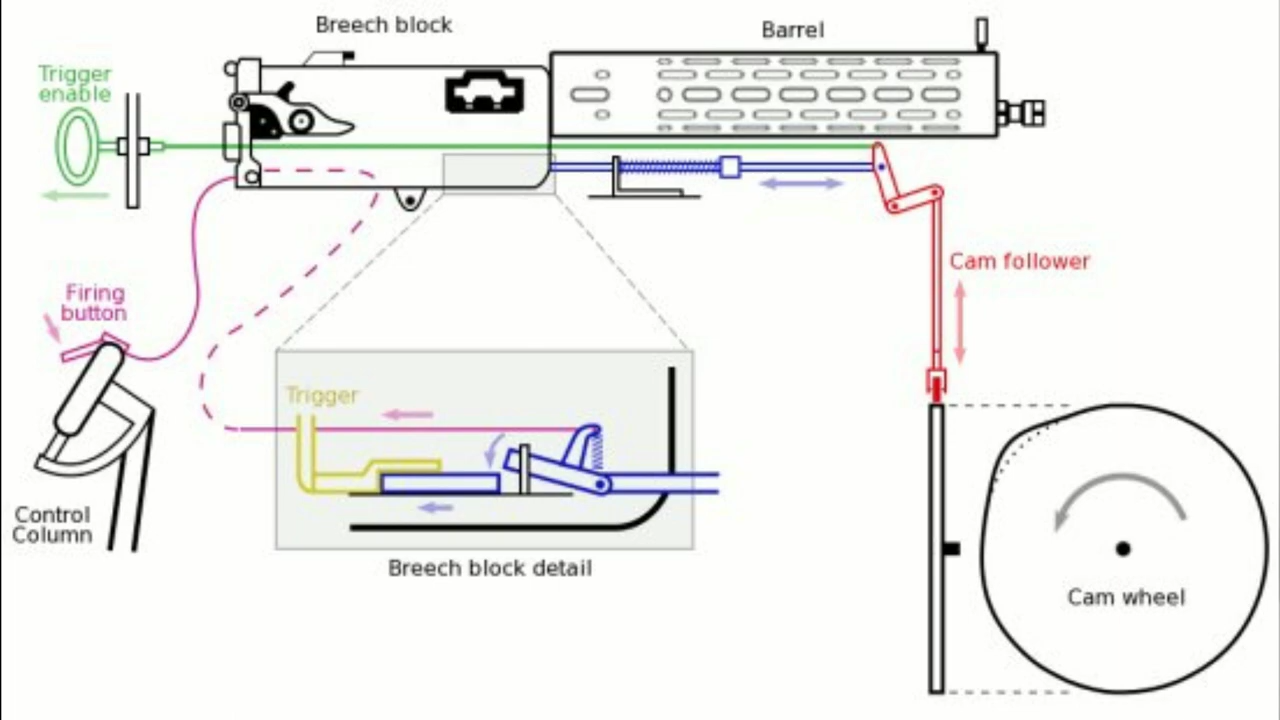 Breech block
Barrel
Trigger
enable
Cam follower
Firing
button
Trigger
Control
Column
Breech block detail
Cam wheel